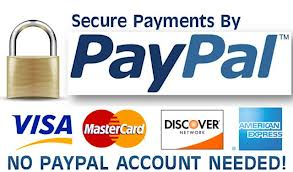 Secure Payments By
PayPal
VISA MasterCard DISCOVER NETWORK AMERICAN EXPRESS
NO PAYPAL ACCOUNT NEEDED!